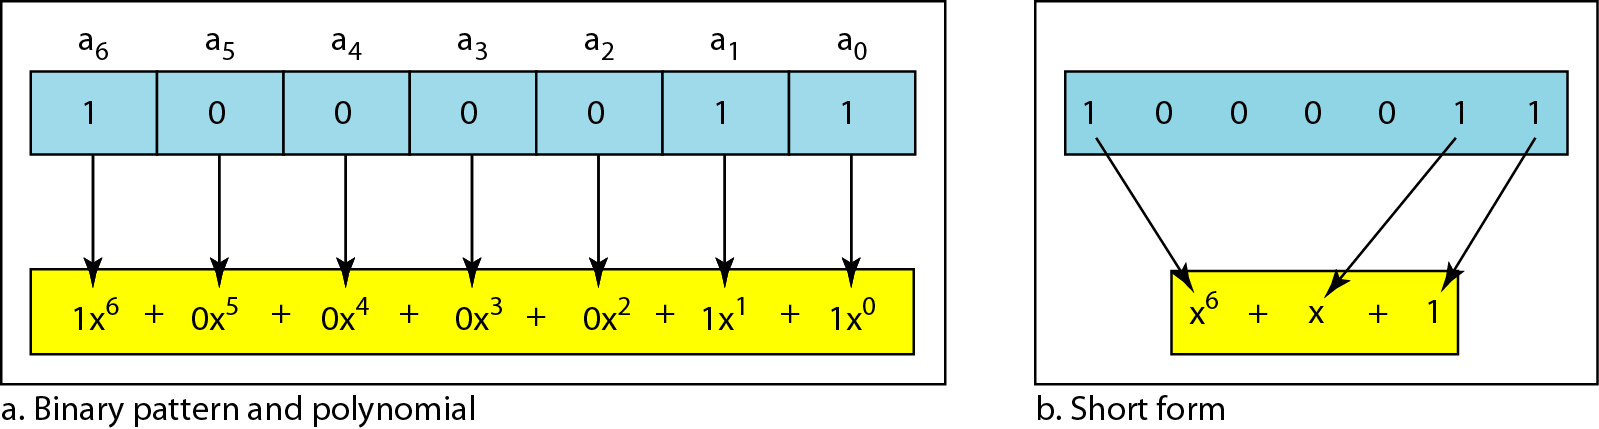 a₆ a₅ a₄ a₃ a₂ a₁ a₀
1 0 0 0 0 1 1
1x⁶ + 0x⁵ + 0x⁴ + 0x³ + 0x² + 1x¹ + 1x⁰
a. Binary pattern and polynomial
1 0 0 0 0 1 1
x⁶ + x + 1
b. Short form